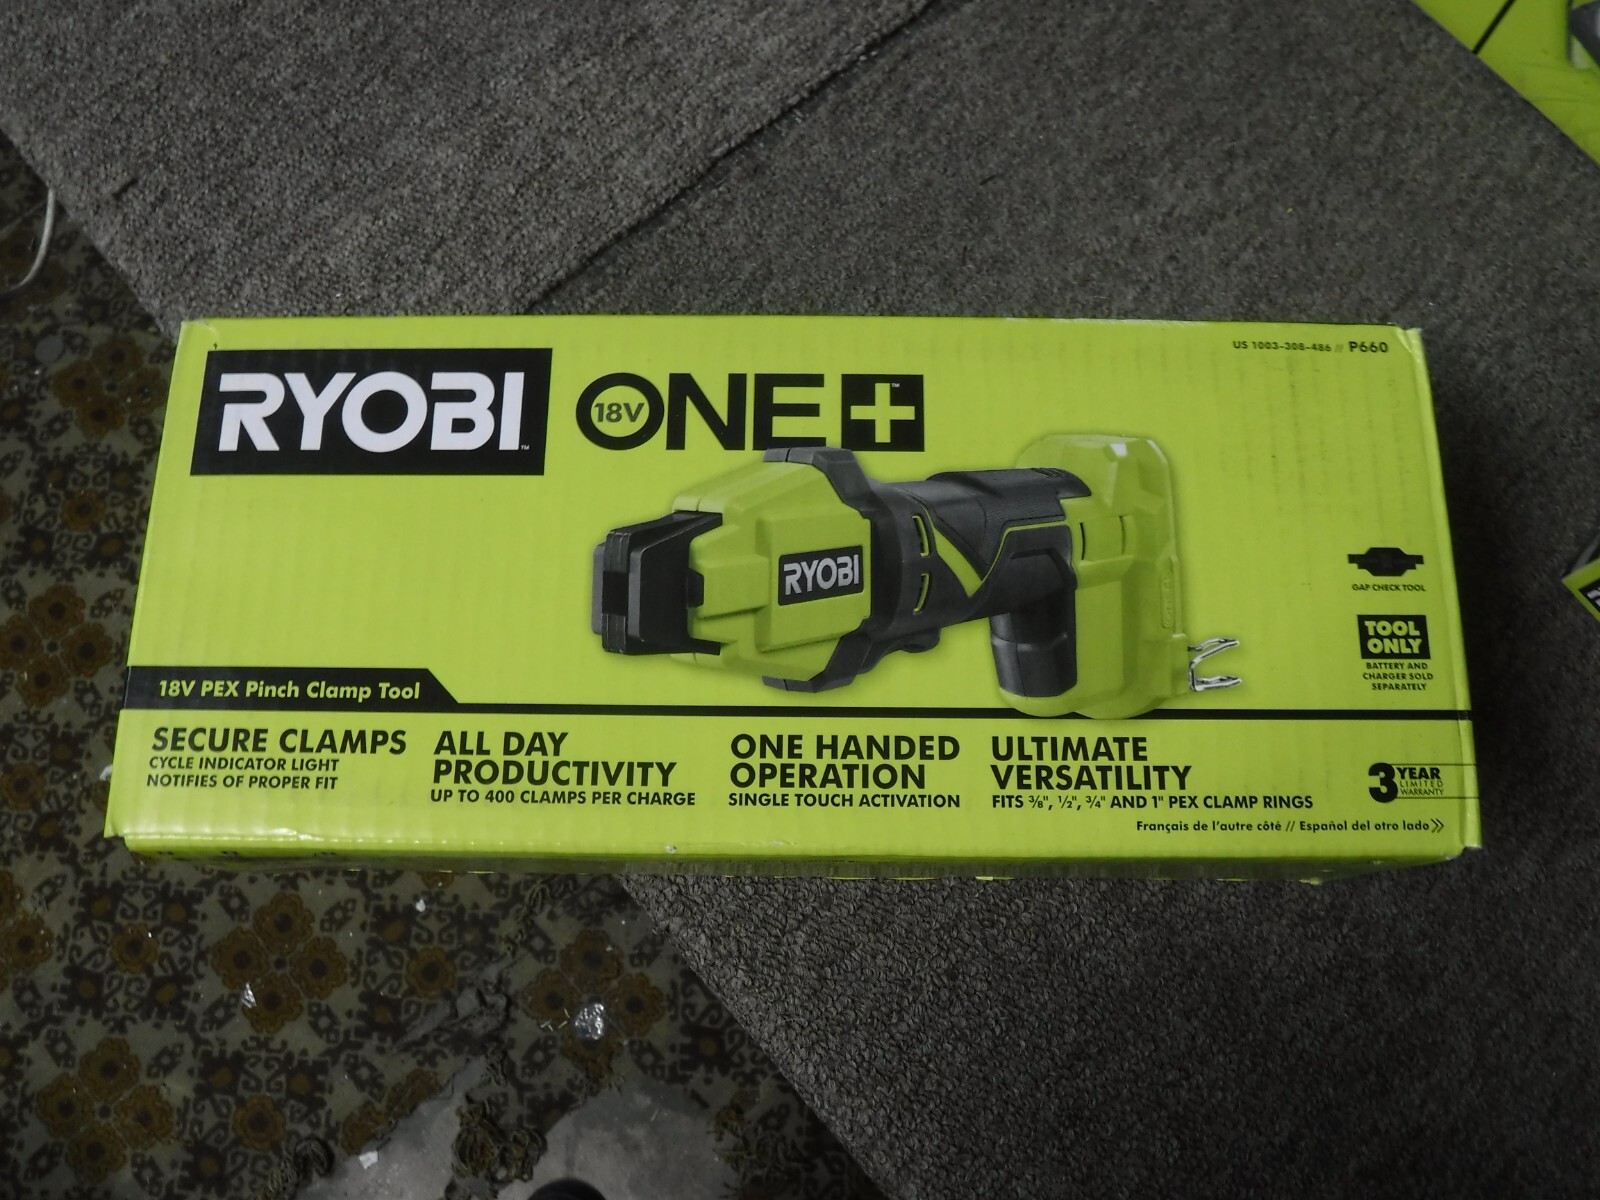 US 1003-308-486 // P660
RYOBI™
18V ONE+™
RYOBI
GAP CHECK TOOL
TOOL
ONLY
BATTERY AND
CHARGER SOLD
SEPARATELY
18V PEX Pinch Clamp Tool
SECURE CLAMPS
CYCLE INDICATOR LIGHT
NOTIFIES OF PROPER FIT
ALL DAY
PRODUCTIVITY
UP TO 400 CLAMPS PER CHARGE
ONE HANDED
OPERATION
SINGLE TOUCH ACTIVATION
ULTIMATE
VERSATILITY
FITS ⅜", ½", ¾" AND 1" PEX CLAMP RINGS
3 YEAR
LIMITED
WARRANTY
Français de l'autre côté // Español del otro lado